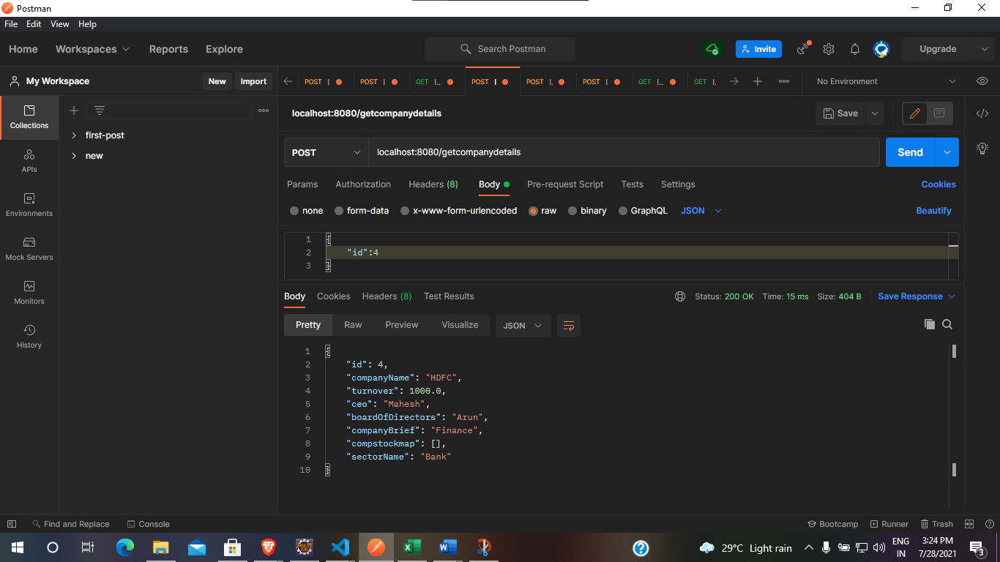 Postman
File Edit View Help
Home Workspaces Reports Explore Search Postman Invite Upgrade
My Workspace New Import
POST POST GET I... POST POST I. POST GET I... GET I. No Environment
localhost:8080/getcompanydetails Save
Collections
APIs
Environments
Mock Servers
Monitors
History
first-post
new
POST localhost:8080/getcompanydetails Send
Params Authorization Headers (8) Body Pre-request Script Tests Settings Cookies
none form-data x-www-form-urlencoded raw binary GraphQL JSON Beautify
1 {
2 "id":4
3 }
Body Cookies Headers (8) Test Results Status: 200 OK Time: 15 ms Size: 404 B Save Response
Pretty Raw Preview Visualize JSON
1 {
2 "id": 4,
3 "companyName": "HDFC",
4 "turnover": 1000.0,
5 "ceo": "Mahesh",
6 "boardOfDirectors": "Arun",
7 "companyBrief": "Finance",
8 "compstockmap": [],
9 "sectorName": "Bank"
10 }
Find and Replace Console Bootcamp Runner Trash
Java EE IDE
29°C Light rain
ENG
IN
3:24 PM
7/28/2021
3